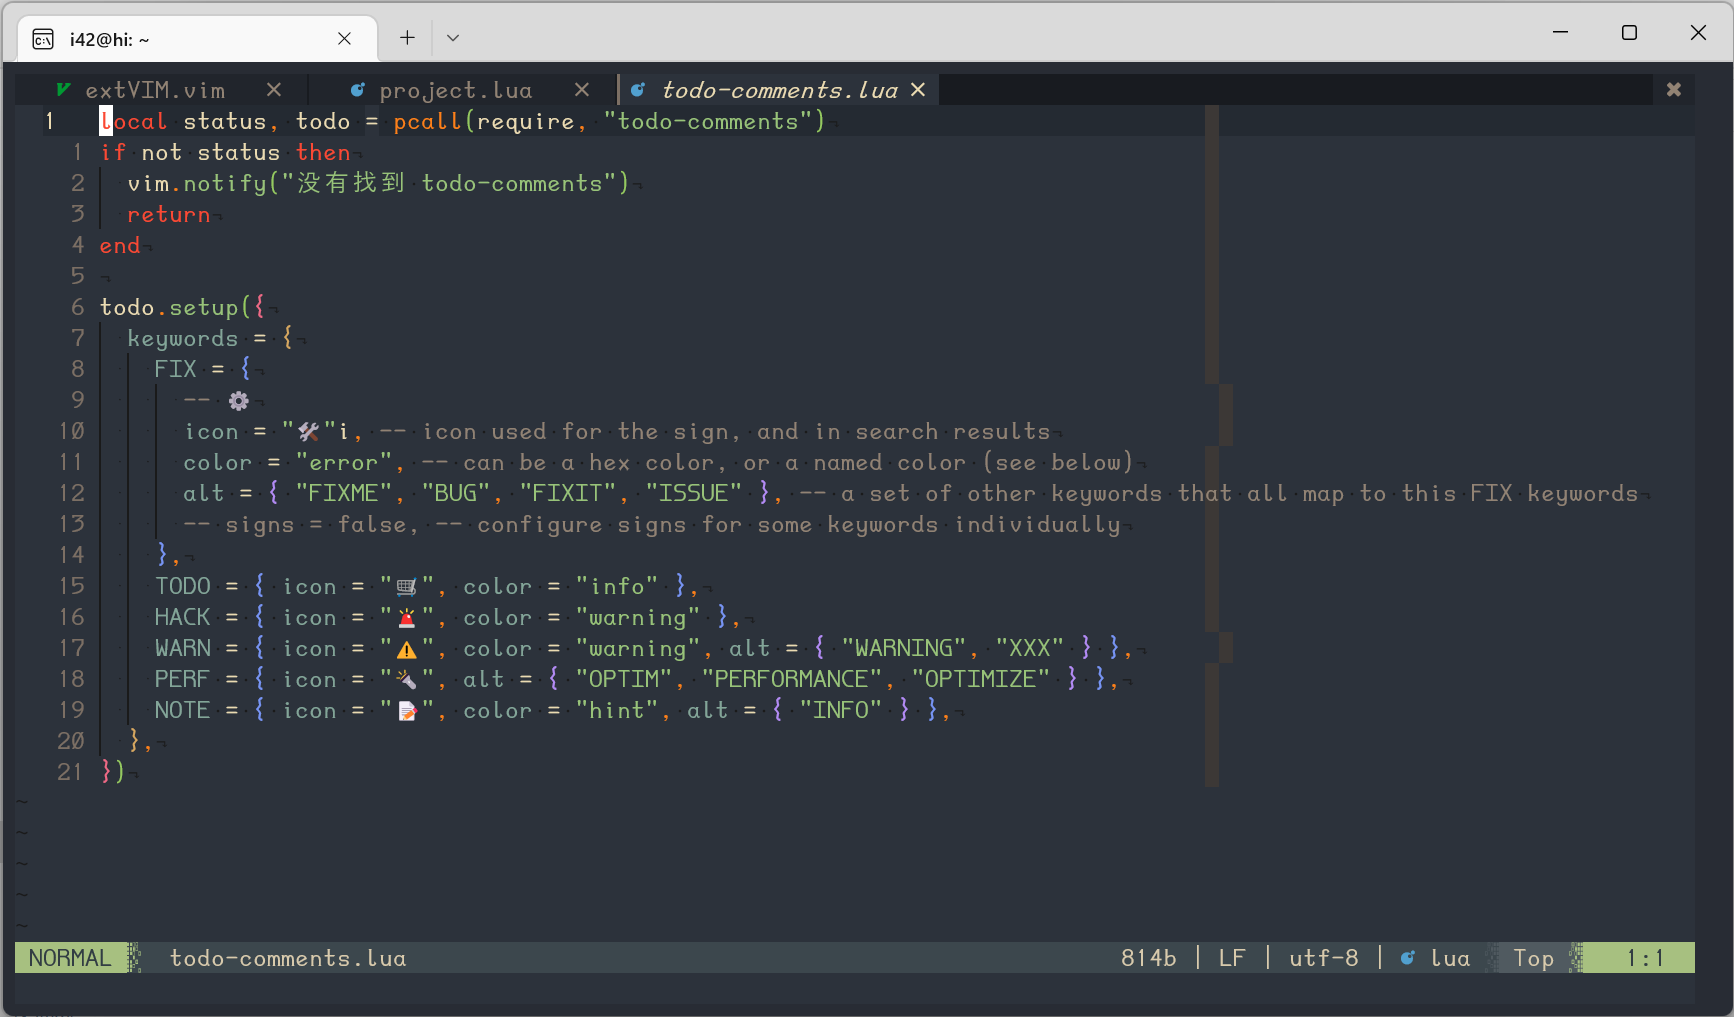 i42@hi: ~
extVIM.vim project.lua todo-comments.lua
1 local status, todo = pcall(require, "todo-comments")
1 if not status then
2 vim.notify("没有找到 todo-comments")
3 return
4 end
5
6 todo.setup({
7 keywords = {
8 FIX = {
9 -- ⚙
10 icon = "🛠"i, -- icon used for the sign, and in search results
11 color = "error", -- can be a hex color, or a named color (see below)
12 alt = { "FIXME", "BUG", "FIXIT", "ISSUE" }, -- a set of other keywords that all map to this FIX keywords
13 -- signs = false, -- configure signs for some keywords individually
14 },
15 TODO = { icon = "🛒", color = "info" },
16 HACK = { icon = "🚨", color = "warning" },
17 WARN = { icon = "⚠", color = "warning", alt = { "WARNING", "XXX" } },
18 PERF = { icon = "🔦", alt = { "OPTIM", "PERFORMANCE", "OPTIMIZE" } },
19 NOTE = { icon = "📝", color = "hint", alt = { "INFO" } },
20 },
21 })
~
~
~
~
~
NORMAL todo-comments.lua 814b | LF | utf-8 | lua Top 1:1